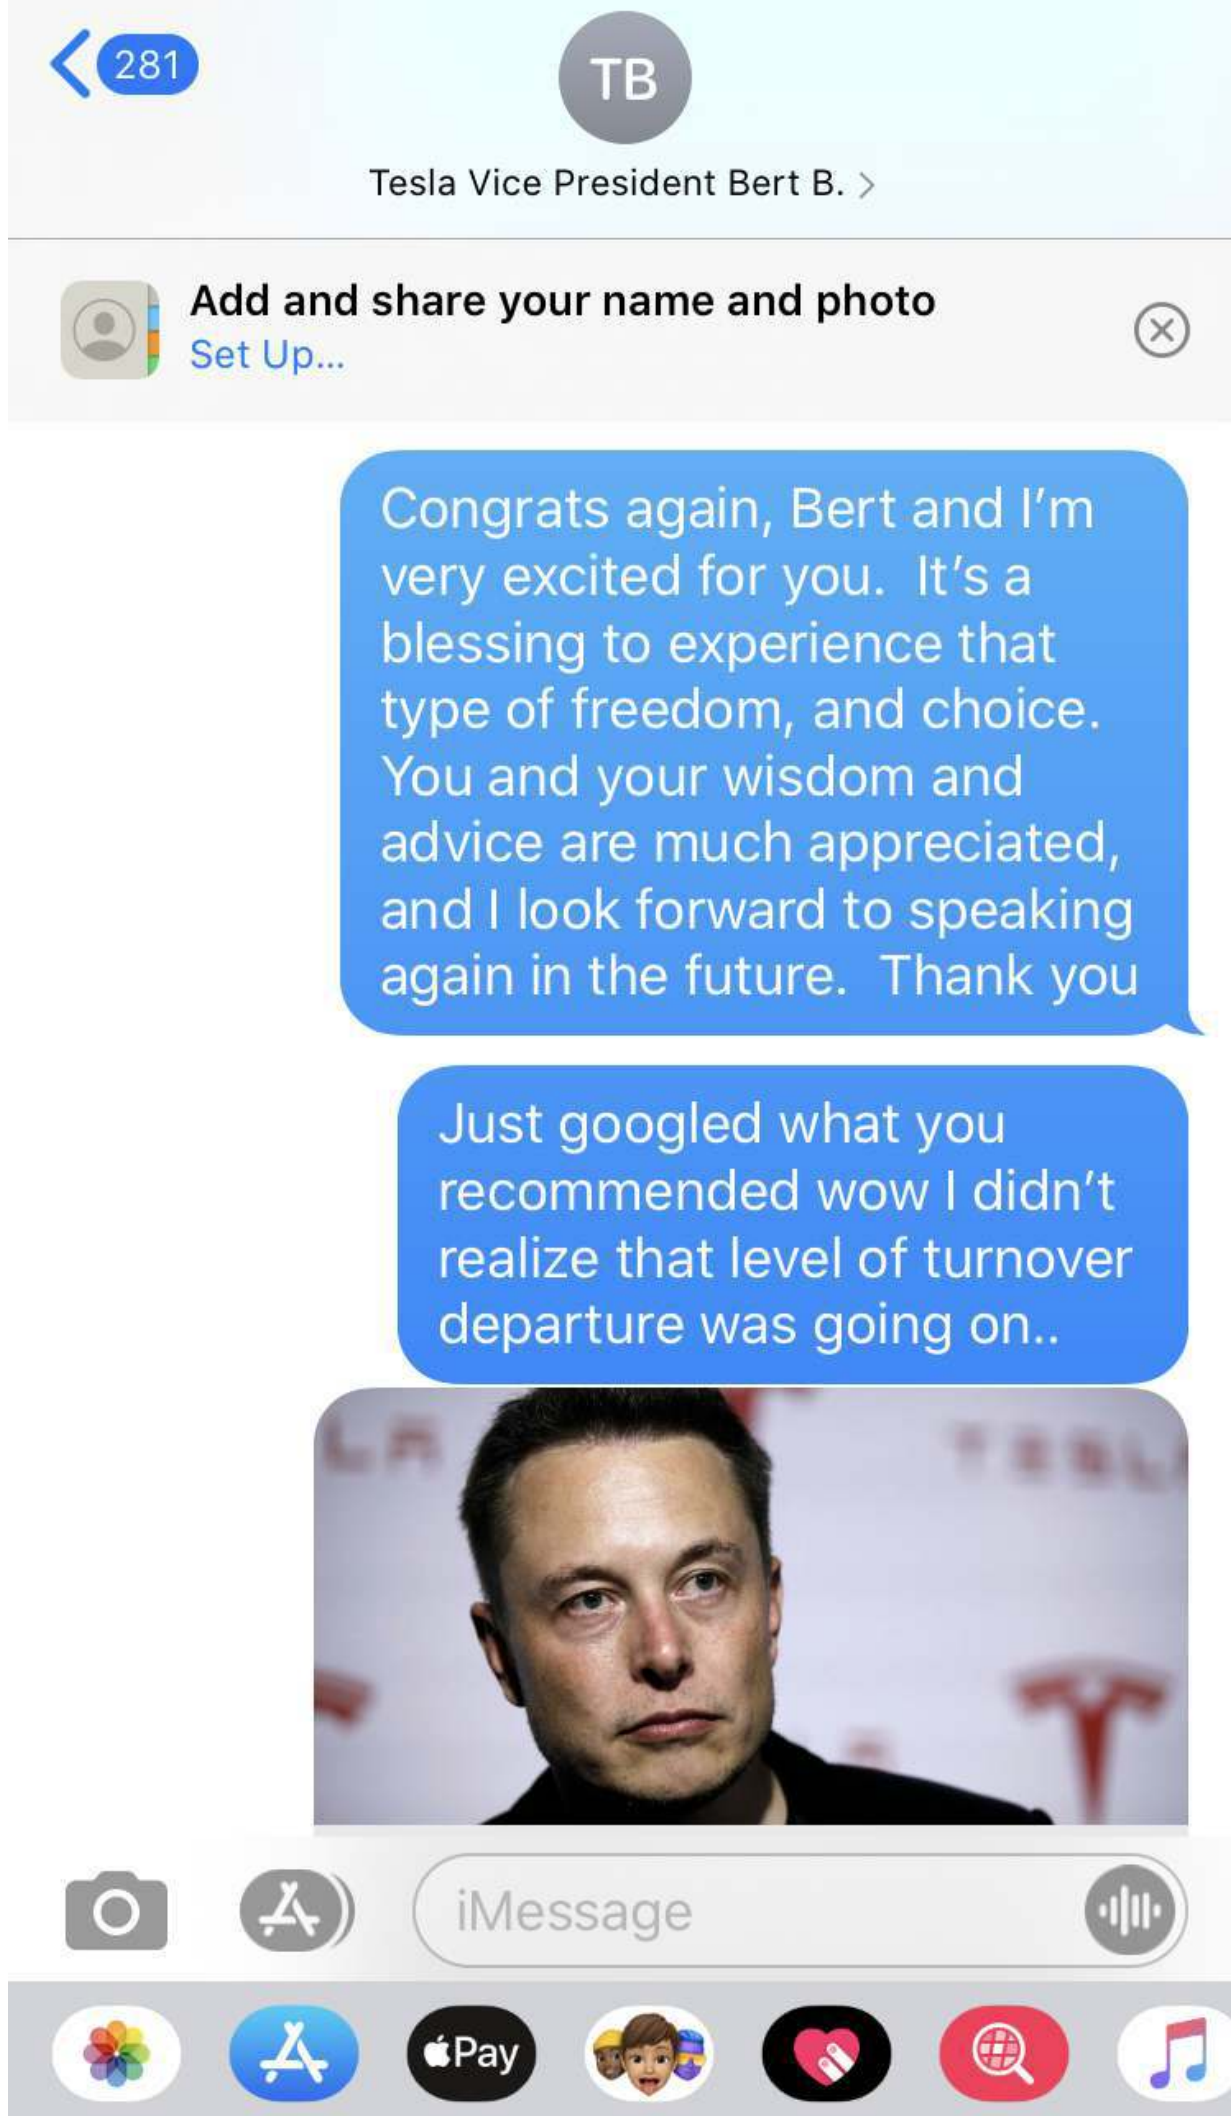 281
TB
Tesla Vice President Bert B.
Add and share your name and photo
Set Up...
Congrats again, Bert and I’m
very excited for you.  It’s a
blessing to experience that
type of freedom, and choice.
You and your wisdom and
advice are much appreciated,
and I look forward to speaking
again in the future.  Thank you
Just googled what you
recommended wow I didn’t
realize that level of turnover
departure was going on..
LA
TESL
iMessage
Pay